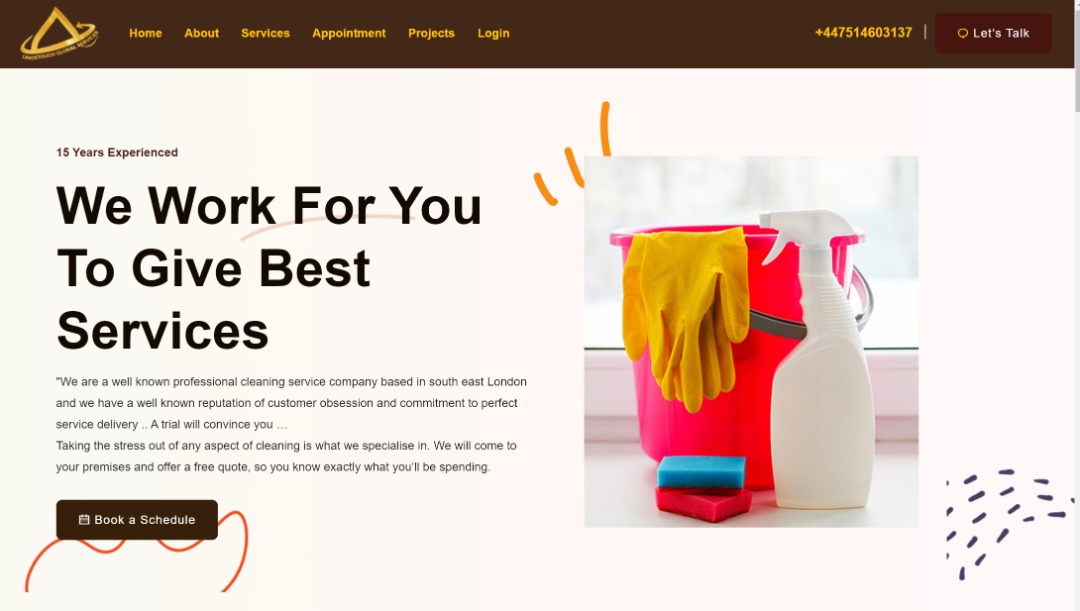 LINDSTOUCH GLOBAL SERVICES
Home About Services Appointment Projects Login
+447514603137 | Let's Talk
15 Years Experienced
We Work For You
To Give Best
Services
"We are a well known professional cleaning service company based in south east London
and we have a well known reputation of customer obsession and commitment to perfect
service delivery .. A trial will convince you …
Taking the stress out of any aspect of cleaning is what we specialise in. We will come to
your premises and offer a free quote, so you know exactly what you'll be spending.
Book a Schedule